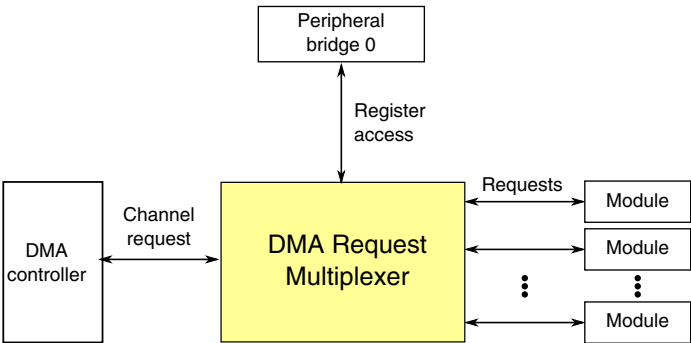 Peripheral
bridge 0
Register
access
Requests
Module
Channel
request
DMA
controller
DMA Request
Multiplexer
Module
Module